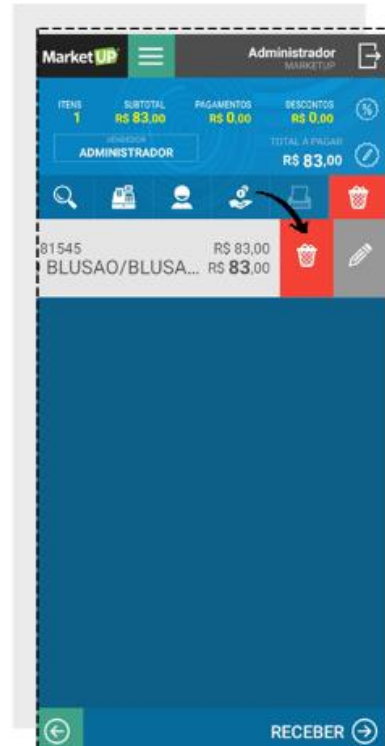 MarketUP
Administrador
MARKETUP
ITENS SUBTOTAL PAGAMENTOS DESCONTOS
1 R$ 83,00 R$ 0,00 R$ 0,00
VENDEDOR TOTAL A PAGAR
ADMINISTRADOR R$ 83,00
81545 R$ 83,00
BLUSAO/BLUSA... R$ 83,00
RECEBER